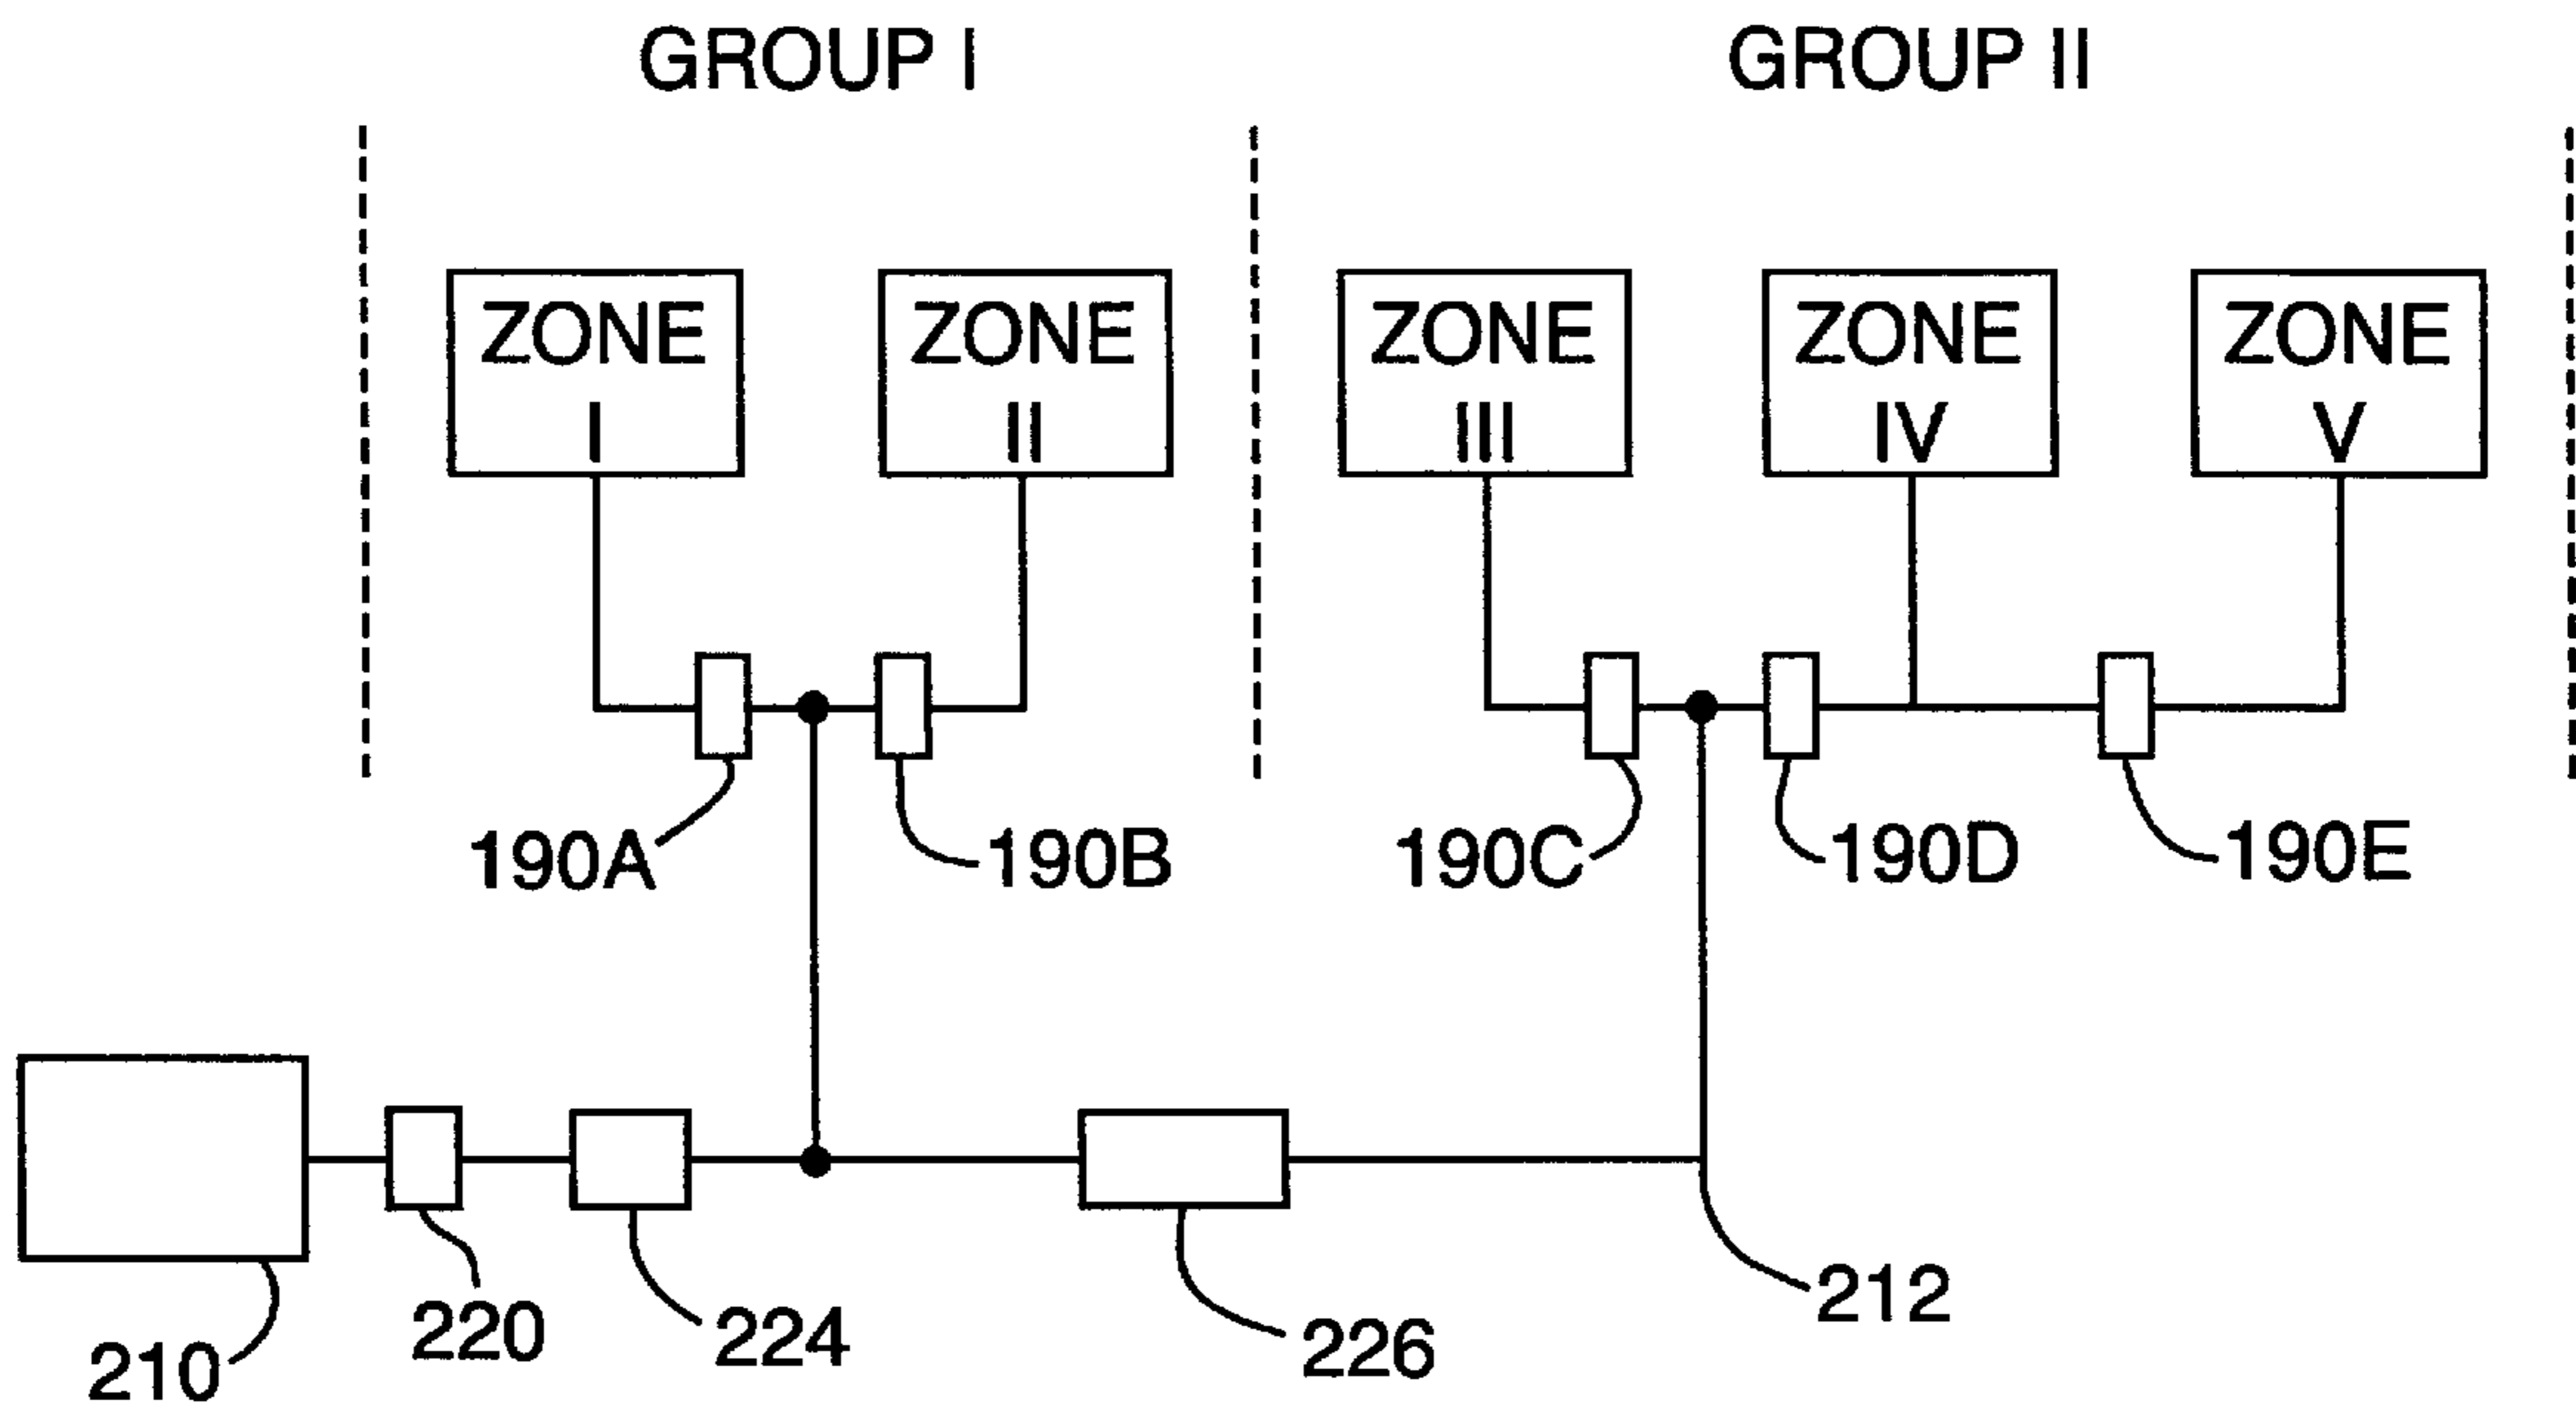 GROUP I
GROUP II
ZONE
I
ZONE
II
ZONE
III
ZONE
IV
ZONE
V
190A
190B
190C
190D
190E
210
220
224
226
212